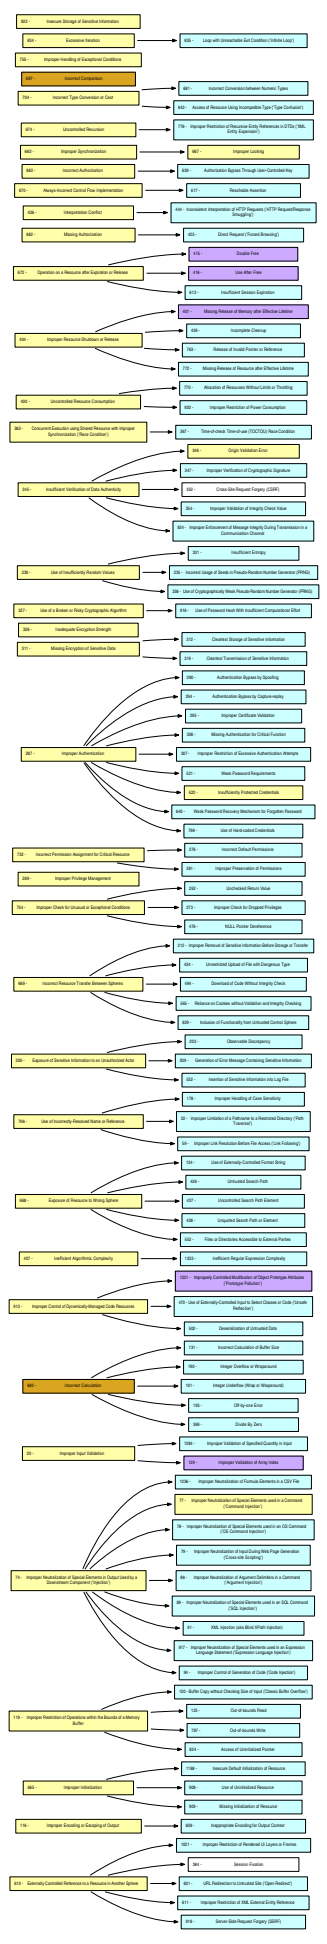 922 - Insecure Storage of Sensitive Information
834 - Excessive Iteration
835 - Loop with Unreachable Exit Condition ('Infinite Loop')
755 - Improper Handling of Exceptional Conditions
697 - Incorrect Comparison
704 - Incorrect Type Conversion or Cast
681 - Incorrect Conversion between Numeric Types
843 - Access of Resource Using Incompatible Type ('Type Confusion')
674 - Uncontrolled Recursion
776 - Improper Restriction of Recursive Entity References in DTDs ('XML
Entity Expansion')
662 - Improper Synchronization
667 - Improper Locking
863 - Incorrect Authorization
639 - Authorization Bypass Through User-Controlled Key
670 - Always-Incorrect Control Flow Implementation
617 - Reachable Assertion
436 - Interpretation Conflict
444 - Inconsistent Interpretation of HTTP Requests ('HTTP Request/Response
Smuggling')
862 - Missing Authorization
425 - Direct Request ('Forced Browsing')
672 - Operation on a Resource after Expiration or Release
415 - Double Free
416 - Use After Free
613 - Insufficient Session Expiration
404 - Improper Resource Shutdown or Release
401 - Missing Release of Memory after Effective Lifetime
459 - Incomplete Cleanup
763 - Release of Invalid Pointer or Reference
772 - Missing Release of Resource after Effective Lifetime
400 - Uncontrolled Resource Consumption
770 - Allocation of Resources Without Limits or Throttling
920 - Improper Restriction of Power Consumption
362 - Concurrent Execution using Shared Resource with Improper
Synchronization ('Race Condition')
367 - Time-of-check Time-of-use (TOCTOU) Race Condition
345 - Insufficient Verification of Data Authenticity
346 - Origin Validation Error
347 - Improper Verification of Cryptographic Signature
352 - Cross-Site Request Forgery (CSRF)
354 - Improper Validation of Integrity Check Value
924 - Improper Enforcement of Message Integrity During Transmission in a
Communication Channel
330 - Use of Insufficiently Random Values
331 - Insufficient Entropy
335 - Incorrect Usage of Seeds in Pseudo-Random Number Generator (PRNG)
338 - Use of Cryptographically Weak Pseudo-Random Number Generator (PRNG)
327 - Use of a Broken or Risky Cryptographic Algorithm
916 - Use of Password Hash With Insufficient Computational Effort
326 - Inadequate Encryption Strength
311 - Missing Encryption of Sensitive Data
312 - Cleartext Storage of Sensitive Information
319 - Cleartext Transmission of Sensitive Information
287 - Improper Authentication
290 - Authentication Bypass by Spoofing
294 - Authentication Bypass by Capture-replay
295 - Improper Certificate Validation
306 - Missing Authentication for Critical Function
307 - Improper Restriction of Excessive Authentication Attempts
521 - Weak Password Requirements
522 - Insufficiently Protected Credentials
640 - Weak Password Recovery Mechanism for Forgotten Password
798 - Use of Hard-coded Credentials
732 - Incorrect Permission Assignment for Critical Resource
276 - Incorrect Default Permissions
281 - Improper Preservation of Permissions
269 - Improper Privilege Management
754 - Improper Check for Unusual or Exceptional Conditions
252 - Unchecked Return Value
273 - Improper Check for Dropped Privileges
476 - NULL Pointer Dereference
669 - Incorrect Resource Transfer Between Spheres
212 - Improper Removal of Sensitive Information Before Storage or Transfer
434 - Unrestricted Upload of File with Dangerous Type
494 - Download of Code Without Integrity Check
565 - Reliance on Cookies without Validation and Integrity Checking
829 - Inclusion of Functionality from Untrusted Control Sphere
200 - Exposure of Sensitive Information to an Unauthorized Actor
203 - Observable Discrepancy
209 - Generation of Error Message Containing Sensitive Information
532 - Insertion of Sensitive Information into Log File
706 - Use of Incorrectly-Resolved Name or Reference
178 - Improper Handling of Case Sensitivity
22 - Improper Limitation of a Pathname to a Restricted Directory ('Path
Traversal')
59 - Improper Link Resolution Before File Access ('Link Following')
668 - Exposure of Resource to Wrong Sphere
134 - Use of Externally-Controlled Format String
426 - Untrusted Search Path
427 - Uncontrolled Search Path Element
428 - Unquoted Search Path or Element
552 - Files or Directories Accessible to External Parties
407 - Inefficient Algorithmic Complexity
1333 - Inefficient Regular Expression Complexity
913 - Improper Control of Dynamically-Managed Code Resources
1321 - Improperly Controlled Modification of Object Prototype Attributes
('Prototype Pollution')
470 - Use of Externally-Controlled Input to Select Classes or Code ('Unsafe
Reflection')
502 - Deserialization of Untrusted Data
682 - Incorrect Calculation
131 - Incorrect Calculation of Buffer Size
190 - Integer Overflow or Wraparound
191 - Integer Underflow (Wrap or Wraparound)
193 - Off-by-one Error
369 - Divide By Zero
20 - Improper Input Validation
1284 - Improper Validation of Specified Quantity in Input
129 - Improper Validation of Array Index
74 - Improper Neutralization of Special Elements in Output Used by a
Downstream Component ('Injection')
1236 - Improper Neutralization of Formula Elements in a CSV File
77 - Improper Neutralization of Special Elements used in a Command
('Command Injection')
78 - Improper Neutralization of Special Elements used in an OS Command
('OS Command Injection')
79 - Improper Neutralization of Input During Web Page Generation
('Cross-site Scripting')
88 - Improper Neutralization of Argument Delimiters in a Command
('Argument Injection')
89 - Improper Neutralization of Special Elements used in an SQL Command
('SQL Injection')
91 - XML Injection (aka Blind XPath Injection)
917 - Improper Neutralization of Special Elements used in an Expression
Language Statement ('Expression Language Injection')
94 - Improper Control of Generation of Code ('Code Injection')
119 - Improper Restriction of Operations within the Bounds of a Memory
Buffer
120 - Buffer Copy without Checking Size of Input ('Classic Buffer Overflow')
125 - Out-of-bounds Read
787 - Out-of-bounds Write
824 - Access of Uninitialized Pointer
665 - Improper Initialization
1188 - Insecure Default Initialization of Resource
908 - Use of Uninitialized Resource
909 - Missing Initialization of Resource
116 - Improper Encoding or Escaping of Output
838 - Inappropriate Encoding for Output Context
610 - Externally Controlled Reference to a Resource in Another Sphere
1021 - Improper Restriction of Rendered UI Layers or Frames
384 - Session Fixation
601 - URL Redirection to Untrusted Site ('Open Redirect')
611 - Improper Restriction of XML External Entity Reference
918 - Server-Side Request Forgery (SSRF)